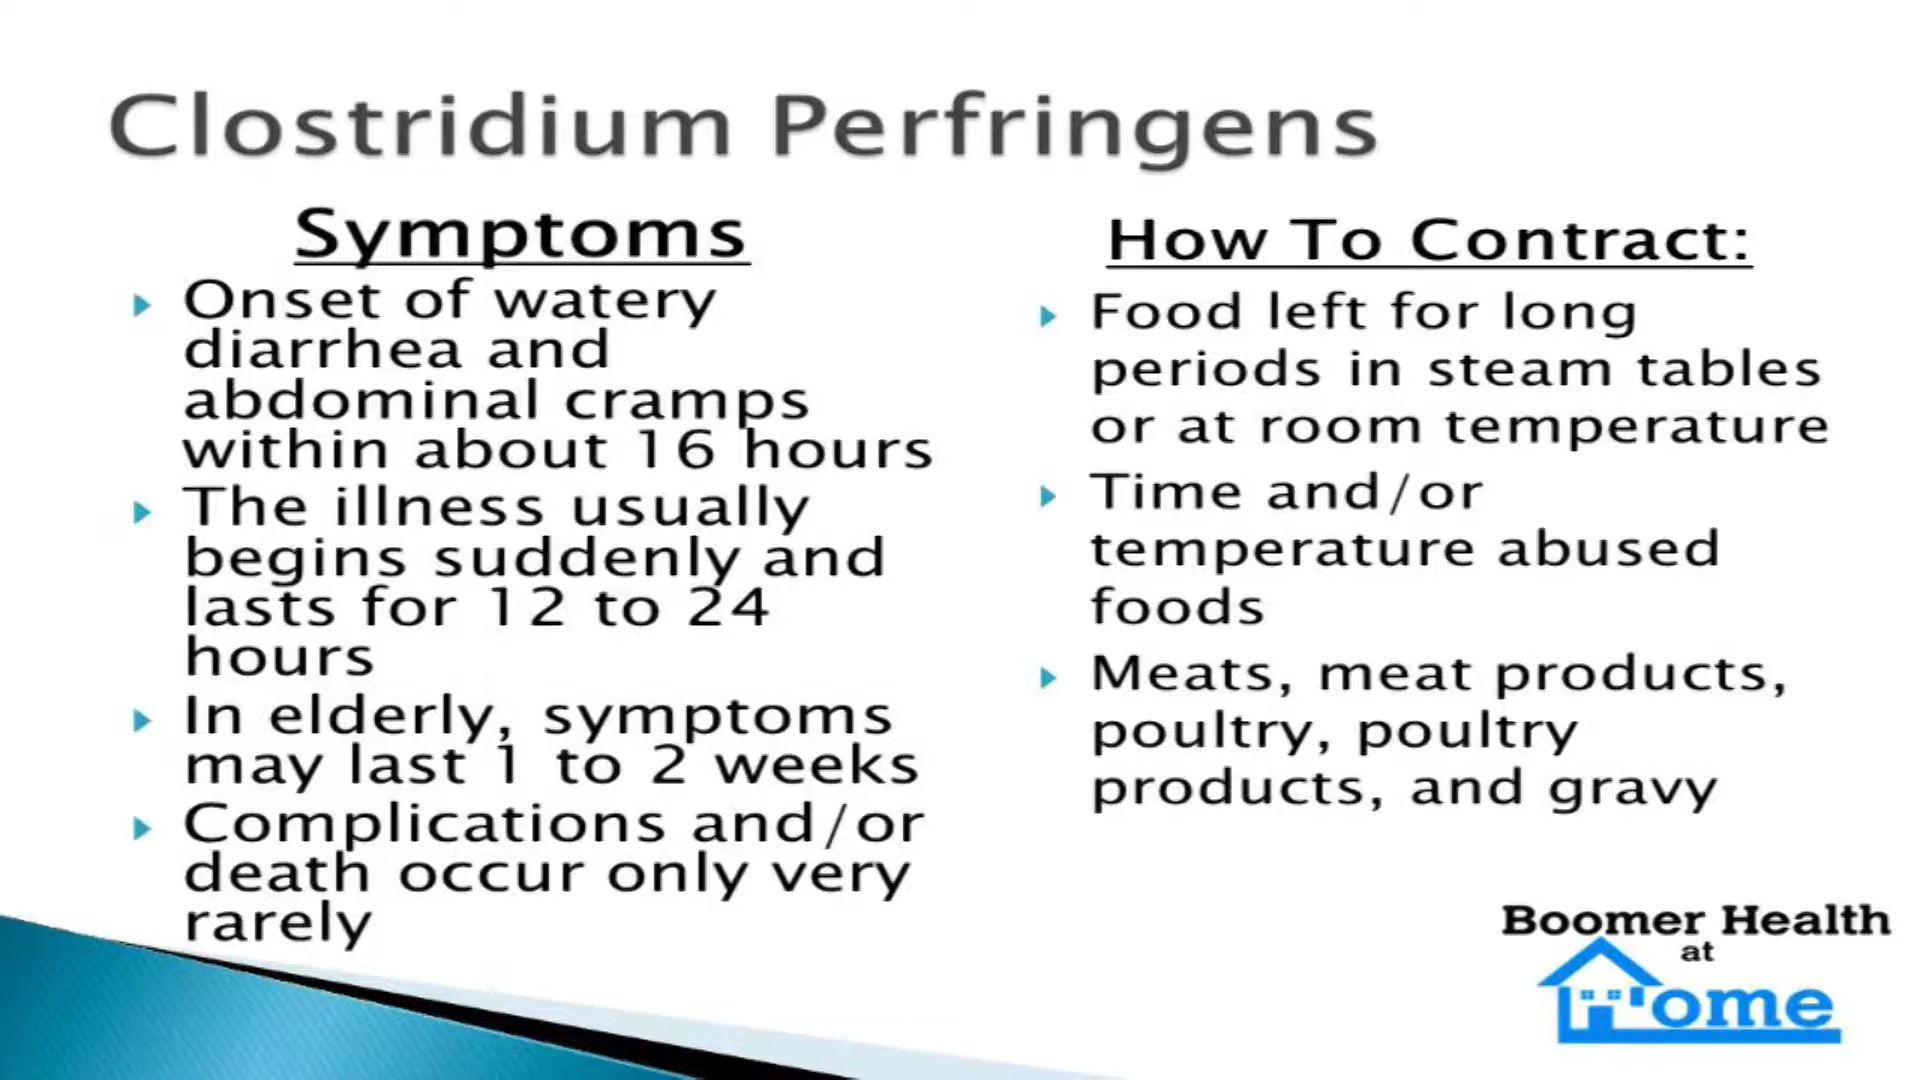 Clostridium Perfringens
Symptoms
Onset of watery
diarrhea and
abdominal cramps
within about 16 hours
The illness usually
begins suddenly and
lasts for 12 to 24
hours
In elderly, symptoms
may last 1 to 2 weeks
Complications and/or
death occur only very
rarely
How To Contract:
Food left for long
periods in steam tables
or at room temperature
Time and/or
temperature abused
foods
Meats, meat products,
poultry, poultry
products, and gravy
Boomer Health
at
Home